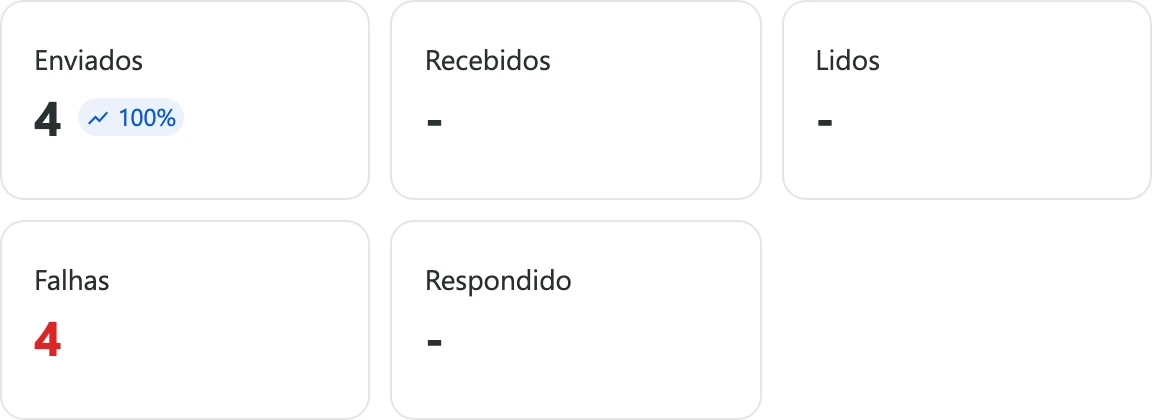 Enviados
4 100%
Recebidos
-
Lidos
-
Falhas
4
Respondido
-